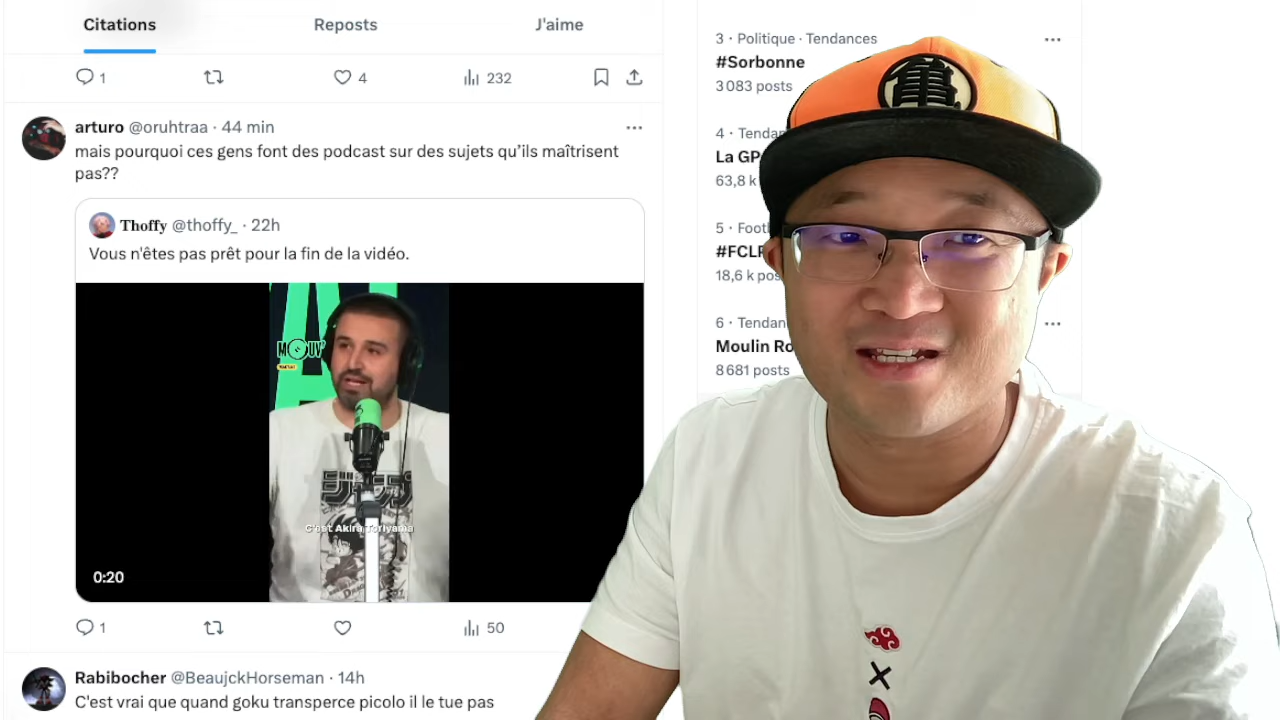 Citations
Reposts
J'aime
1
4
232
arturo @oruhtraa · 44 min
mais pourquoi ces gens font des podcast sur des sujets qu'ils maîtrisent
pas??
Thoffy @thoffy_ · 22h
Vous n'êtes pas prêt pour la fin de la vidéo.
MOUV'
C'est Akira Toriyama
0:20
1
50
Rabibocher @BeaujckHorseman · 14h
C'est vrai que quand goku transperce picolo il le tue pas
3 · Politique · Tendances
#Sorbonne
3 083 posts
4 · Tendan
La GP
63,8 k
5 · Footb
#FCLF
18,6 k pos
6 · Tendan
Moulin Ro
8 681 posts
亀
X